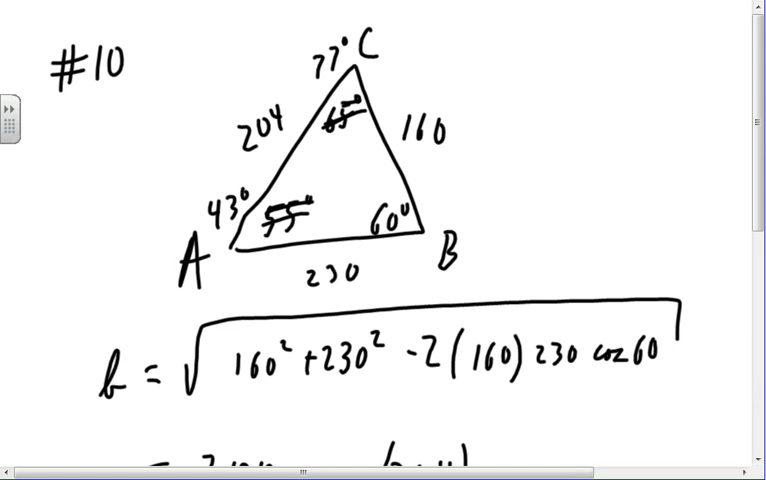 #10
77° C
204
65°
160
43°
55°
60°
A
B
230
b = √160² + 230² - 2(160) 230 cos 60